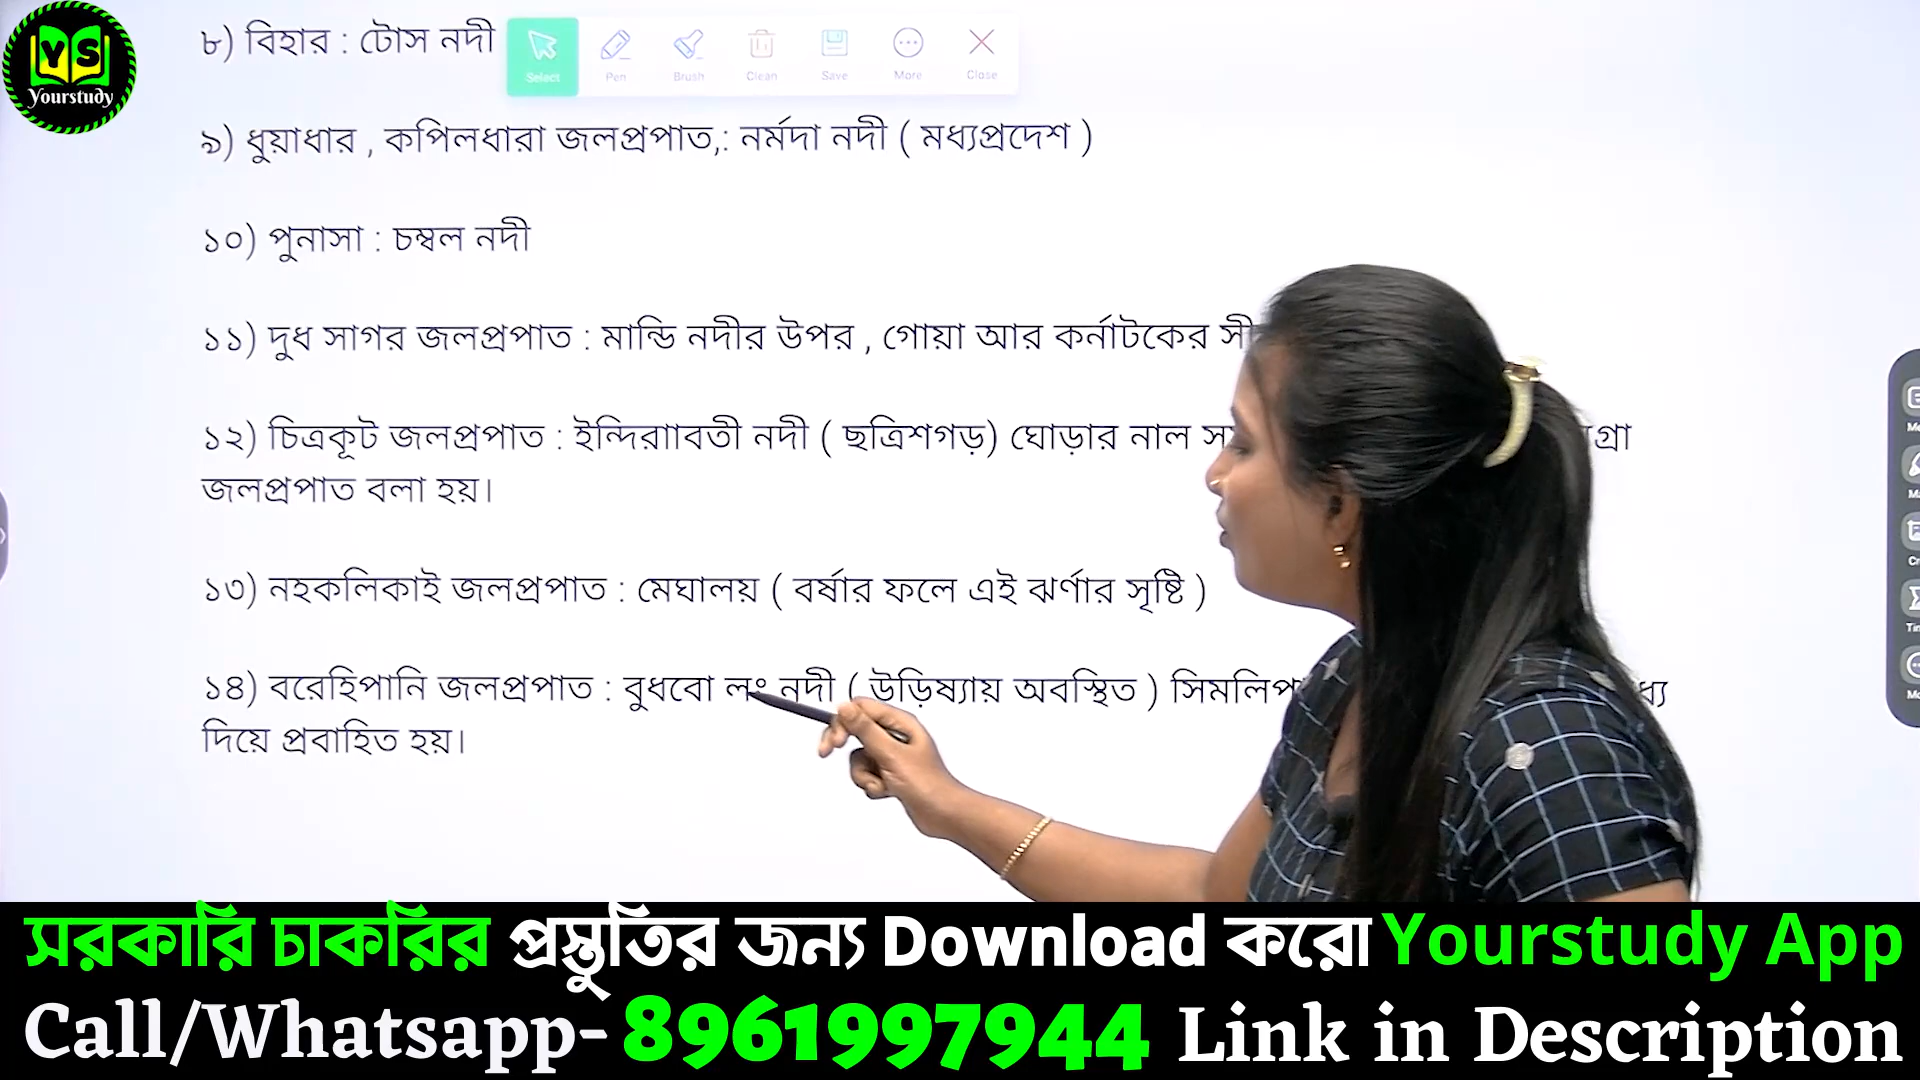 YS
Yourstudy
৮) বিহার : টোস নদী
Select Pen Brush Clean Save More Close
৯) ধুয়াধার , কপিলধারা জলপ্রপাত,: নর্মদা নদী ( মধ্যপ্রদেশ )
১০) পুনাসা : চম্বল নদী
১১) দুধ সাগর জলপ্রপাত : মান্ডি নদীর উপর , গোয়া আর কর্নাটকের
১২) চিত্রকূট জলপ্রপাত : ইন্দিরাাবতী নদী ( ছত্রিশগড়) ঘোড়ার নাল
জলপ্রপাত বলা হয়।
১৩) নহকলিকাই জলপ্রপাত : মেঘালয় ( বর্ষার ফলে এই ঝর্ণার সৃষ্টি )
১৪) বরেহিপানি জলপ্রপাত : বুধবো লং নদী ( উড়িষ্যায় অবস্থিত )
দিয়ে প্রবাহিত হয়।
সরকারি চাকরির প্রস্তুতির জন্য Download করো Yourstudy App
Call/Whatsapp- 8961997944 Link in Description